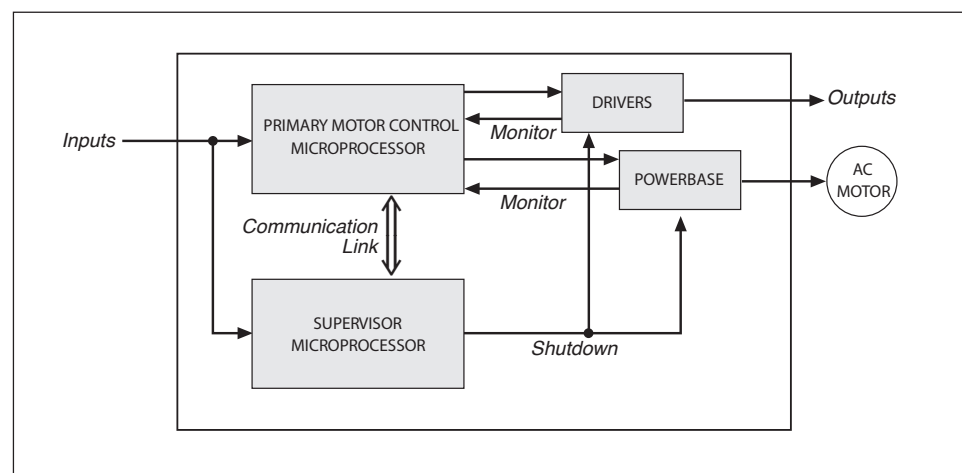 Inputs
PRIMARY MOTOR CONTROL
MICROPROCESSOR
DRIVERS
Outputs
Monitor
POWERBASE
AC
MOTOR
Monitor
Communication
Link
SUPERVISOR
MICROPROCESSOR
Shutdown